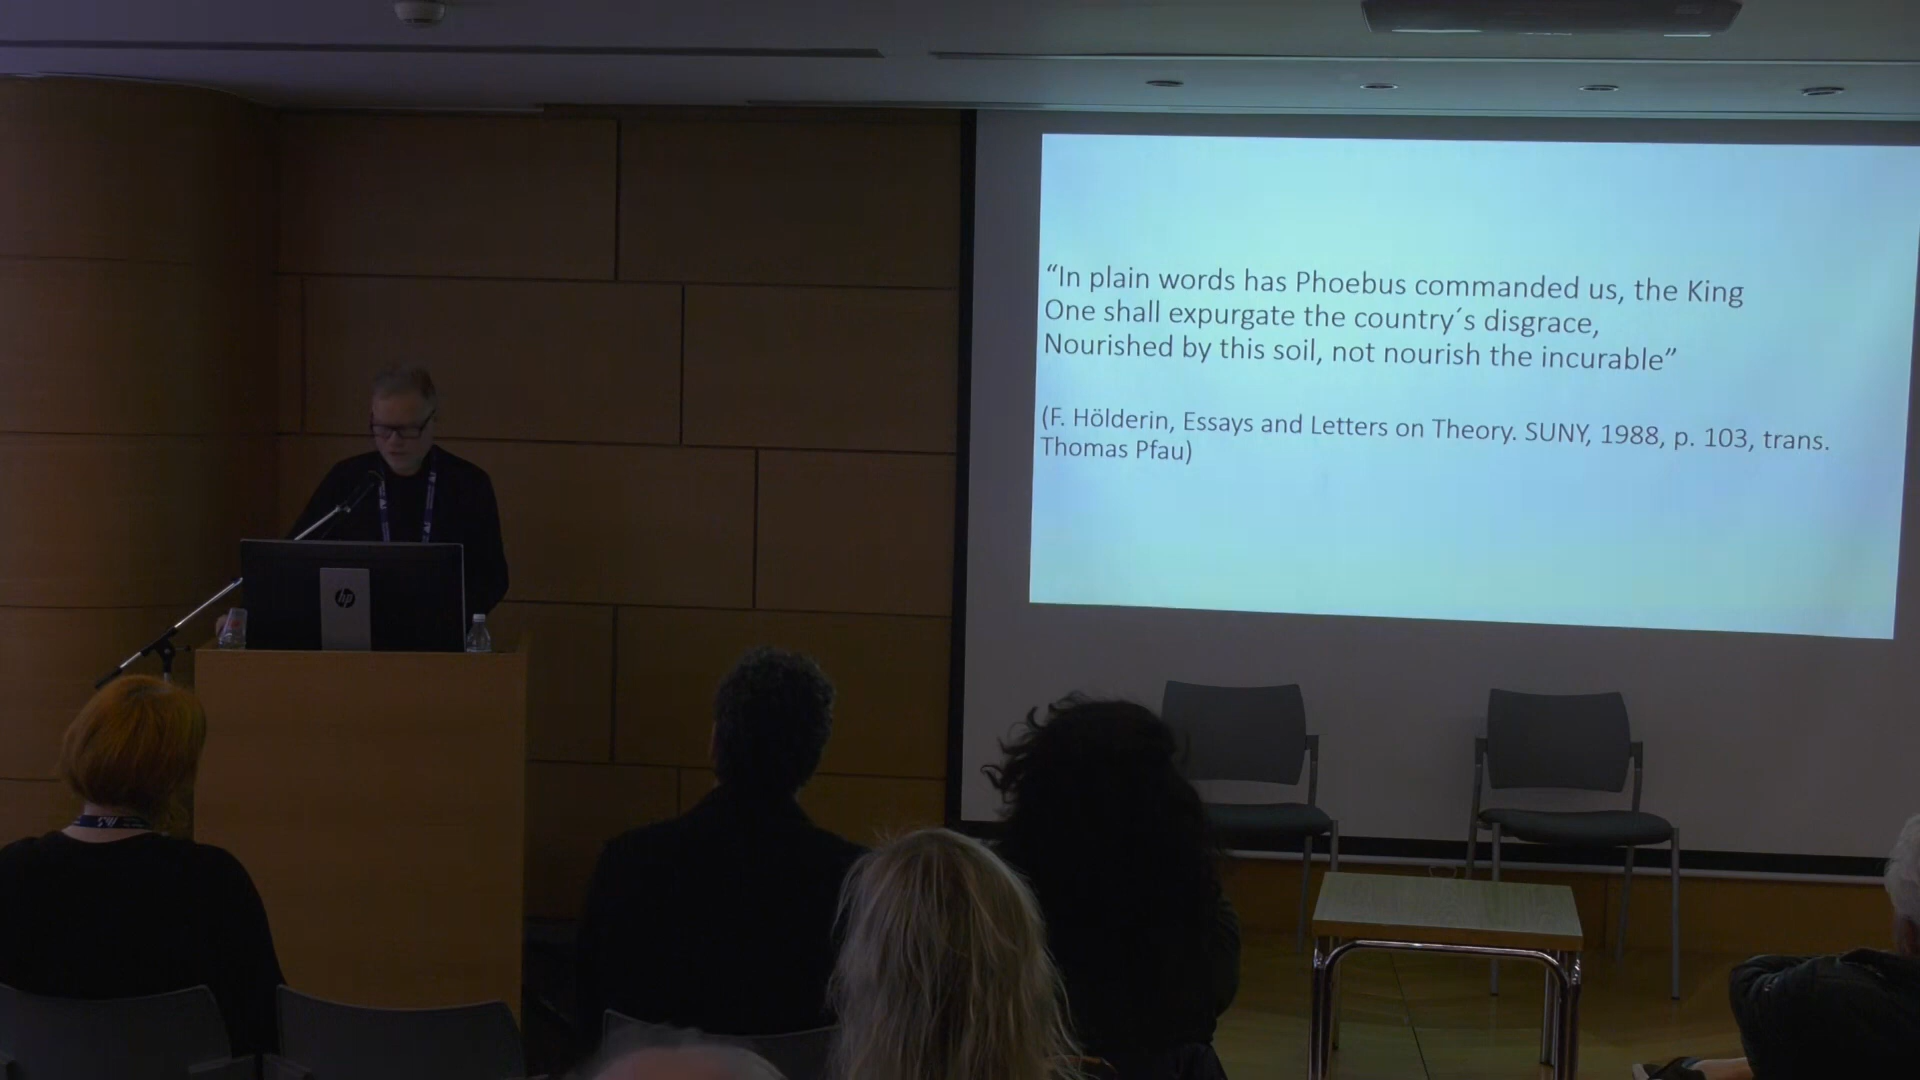 “In plain words has Phoebus commanded us, the King
One shall expurgate the country´s disgrace,
Nourished by this soil, not nourish the incurable”
(F. Hölderin, Essays and Letters on Theory. SUNY, 1988, p. 103, trans.
Thomas Pfau)
hp